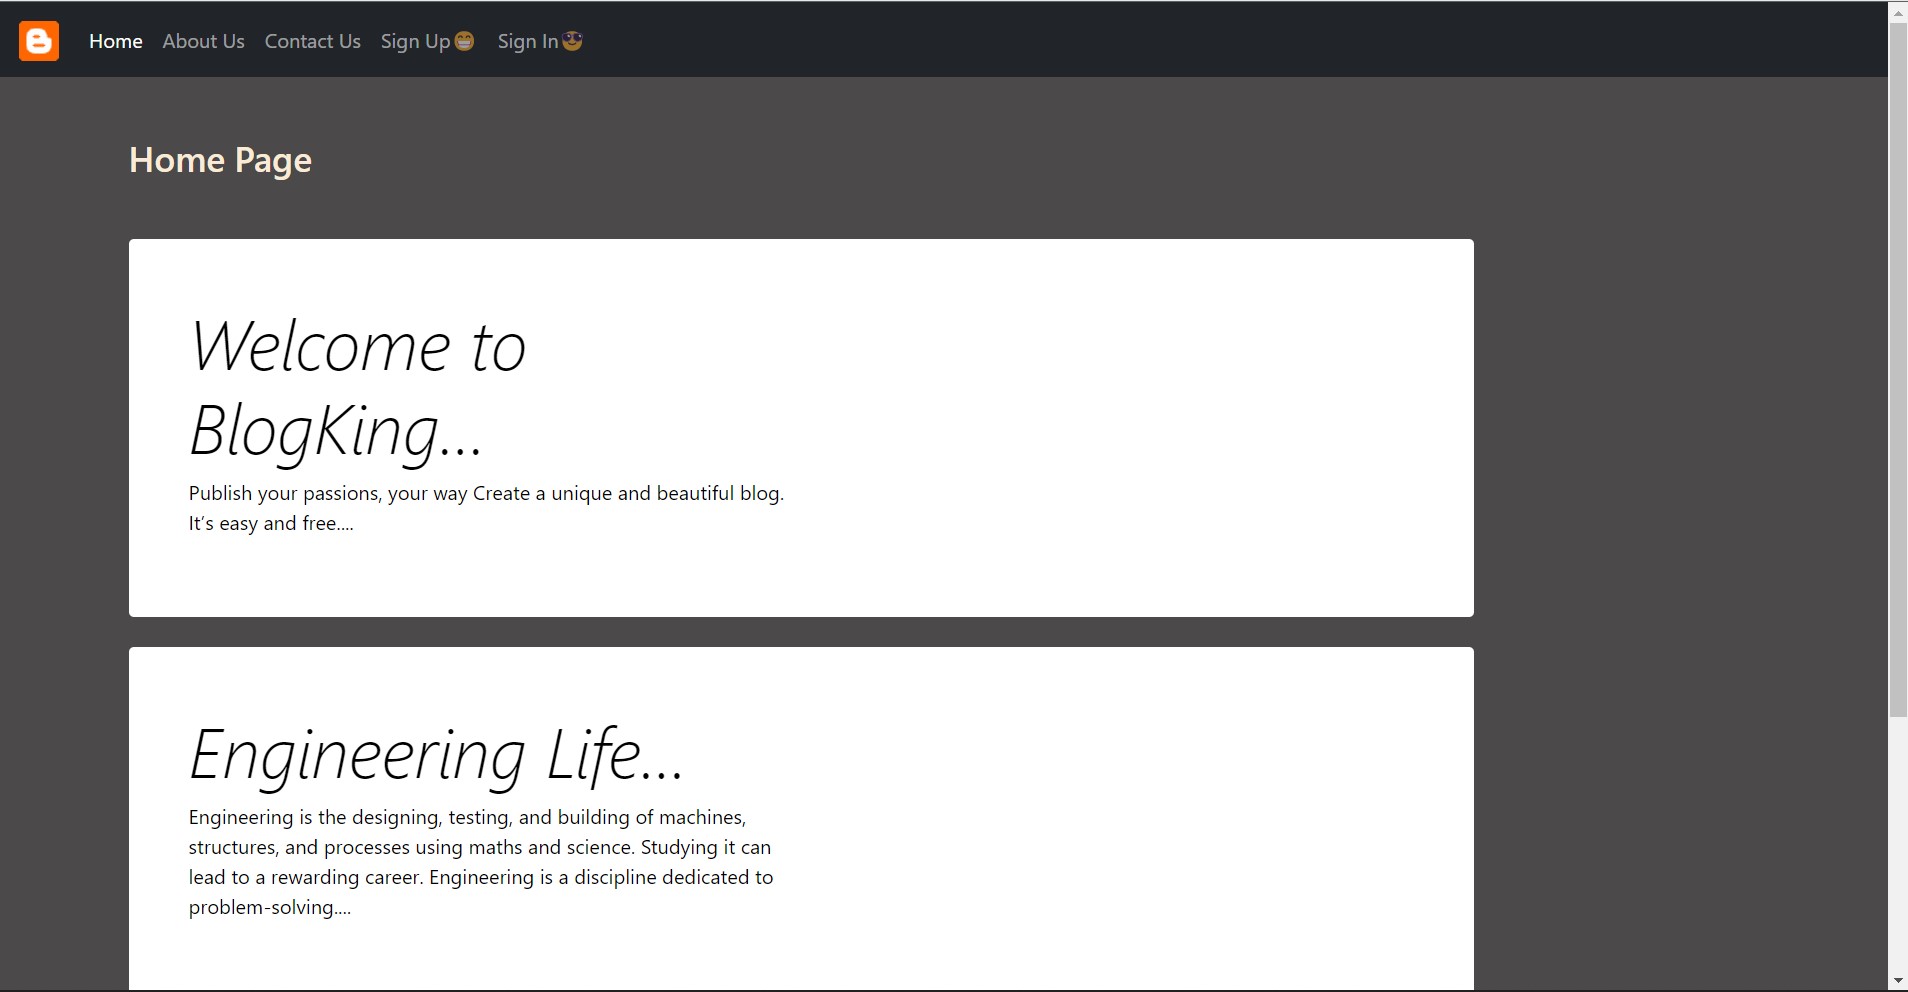 Home About Us Contact Us Sign Up😁 Sign In😎
Home Page
Welcome to
BlogKing...
Publish your passions, your way Create a unique and beautiful blog.
It’s easy and free....
Engineering Life...
Engineering is the designing, testing, and building of machines,
structures, and processes using maths and science. Studying it can
lead to a rewarding career. Engineering is a discipline dedicated to
problem-solving....